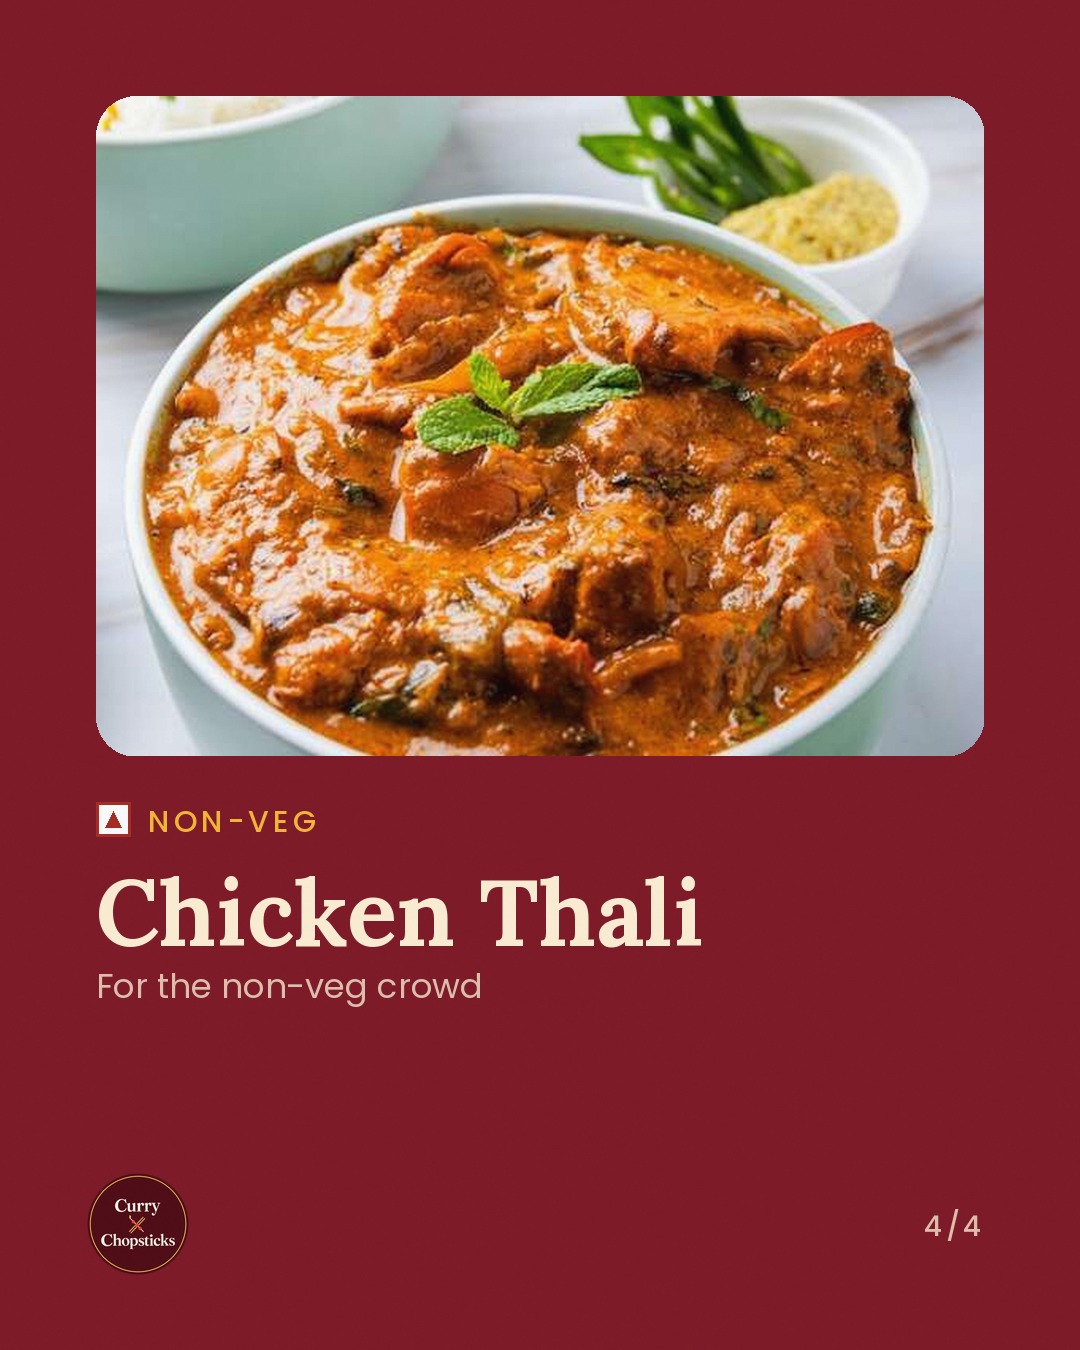 NON-VEG
Chicken Thali
For the non-veg crowd
Curry
Chopsticks
4/4